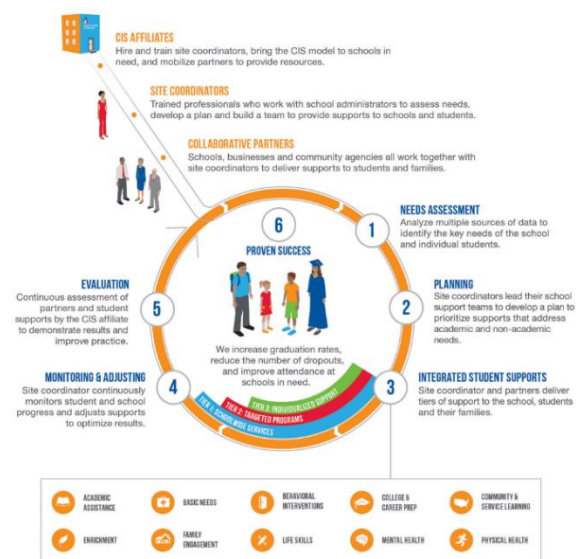 CIS AFFILIATES
Hire and train site coordinators, bring the CIS model to schools in
need, and mobilize partners to provide resources.
SITE COORDINATORS
Trained professionals who work with school administrators to assess needs,
develop a plan and build a team to provide supports to schools and students.
COLLABORATIVE PARTNERS
Schools, businesses and community agencies all work together with
site coordinators to deliver supports to students and families.
6
PROVEN SUCCESS
We increase graduation rates,
reduce the number of dropouts,
and improve attendance at
schools in need.
1
NEEDS ASSESSMENT
Analyze multiple sources of data to
identify the key needs of the school
and individual students.
2
PLANNING
Site coordinators lead their school
support teams to develop a plan to
prioritize supports that address
academic and non-academic
needs.
3
INTEGRATED STUDENT SUPPORTS
Site coordinator and partners deliver
tiers of support to the school, students
and their families.
TIER 3: INDIVIDUALIZED SUPPORT
TIER 2: TARGETED PROGRAMS
TIER 1: SCHOOLWIDE SERVICES
4
MONITORING & ADJUSTING
Site coordinator continuously
monitors student and school
progress and adjusts supports
to optimize results.
5
EVALUATION
Continuous assessment of
partners and student
supports by the CIS affiliate
to demonstrate results and
improve practice.
ACADEMIC
ASSISTANCE
BASIC NEEDS
BEHAVIORAL
INTERVENTIONS
COLLEGE &
CAREER PREP
COMMUNITY &
SERVICE LEARNING
ENRICHMENT
FAMILY
ENGAGEMENT
LIFE SKILLS
MENTAL HEALTH
PHYSICAL HEALTH